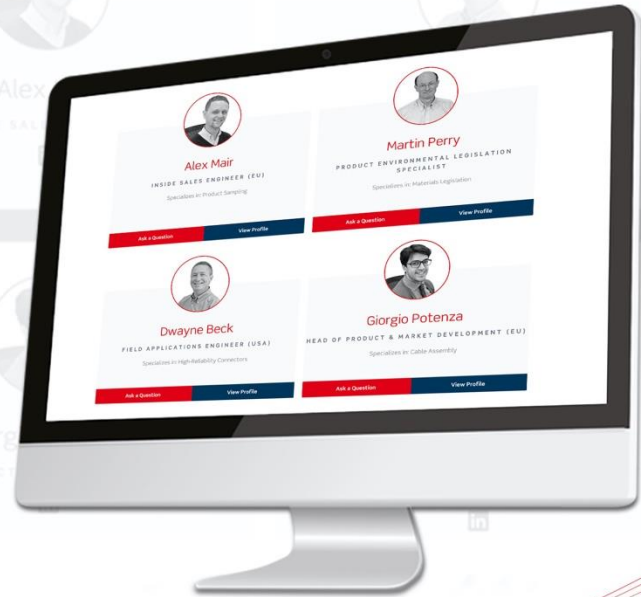 Alex Mair
INSIDE SALES ENGINEER (EU)
Specializes in: Product Sampling
Ask a Question
View Profile
Martin Perry
PRODUCT ENVIRONMENTAL LEGISLATION
SPECIALIST
Specializes in: Materials Legislation
Ask a Question
View Profile
Dwayne Beck
FIELD APPLICATIONS ENGINEER (USA)
Specializes in: High-Reliability Connectors
Ask a Question
View Profile
Giorgio Potenza
HEAD OF PRODUCT & MARKET DEVELOPMENT (EU)
Specializes in: Cable Assembly
Ask a Question
View Profile
Alex
in